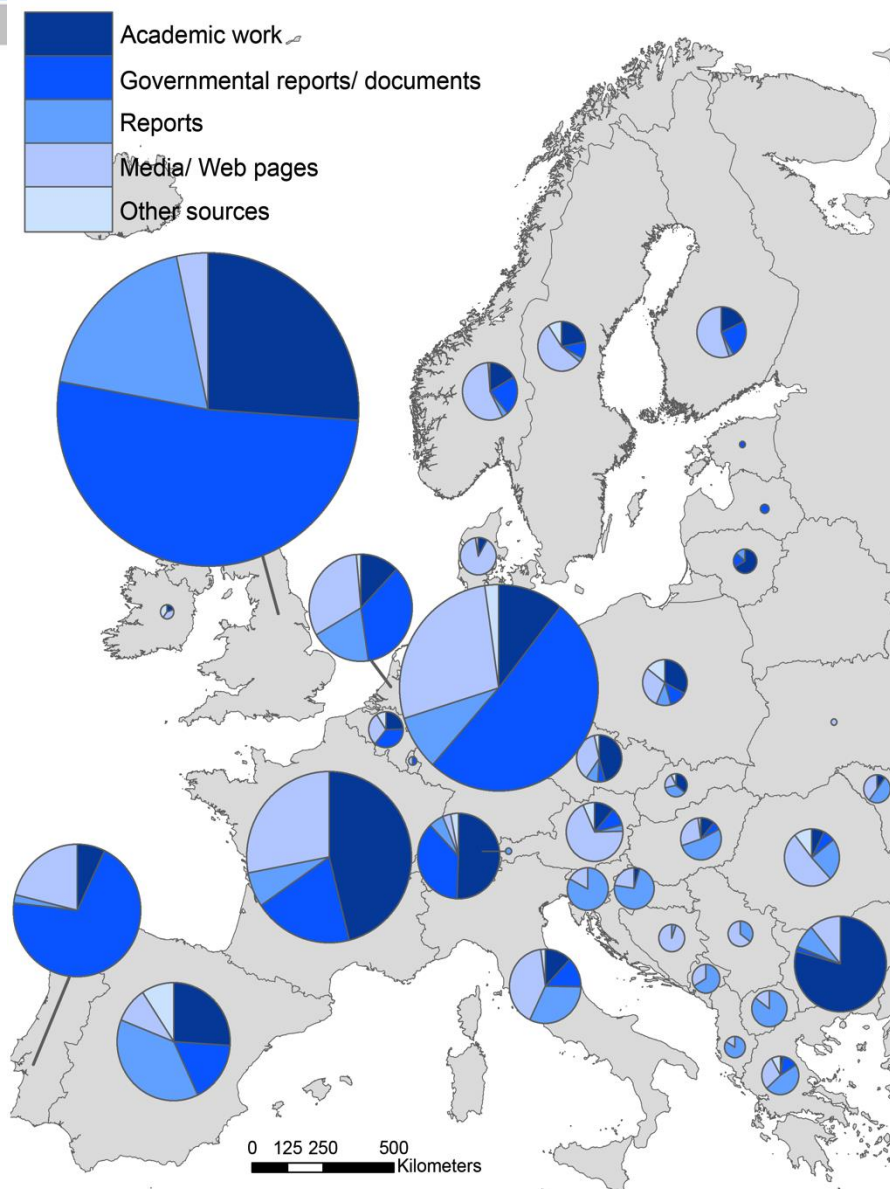 Academic work
Governmental reports/ documents
Reports
Media/ Web pages
Other sources
0 125 250 500
Kilometers